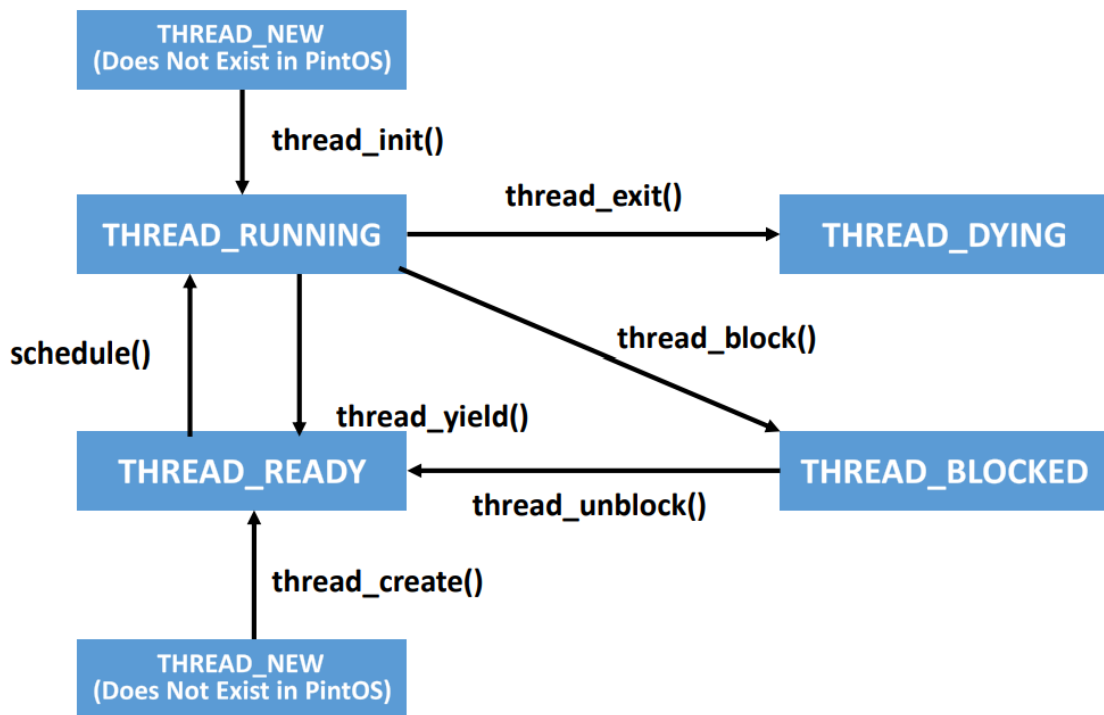 THREAD_NEW
(Does Not Exist in PintOS)
thread_init()
thread_exit()
THREAD_RUNNING
THREAD_DYING
schedule()
thread_block()
thread_yield()
THREAD_READY
THREAD_BLOCKED
thread_unblock()
thread_create()
THREAD_NEW
(Does Not Exist in PintOS)